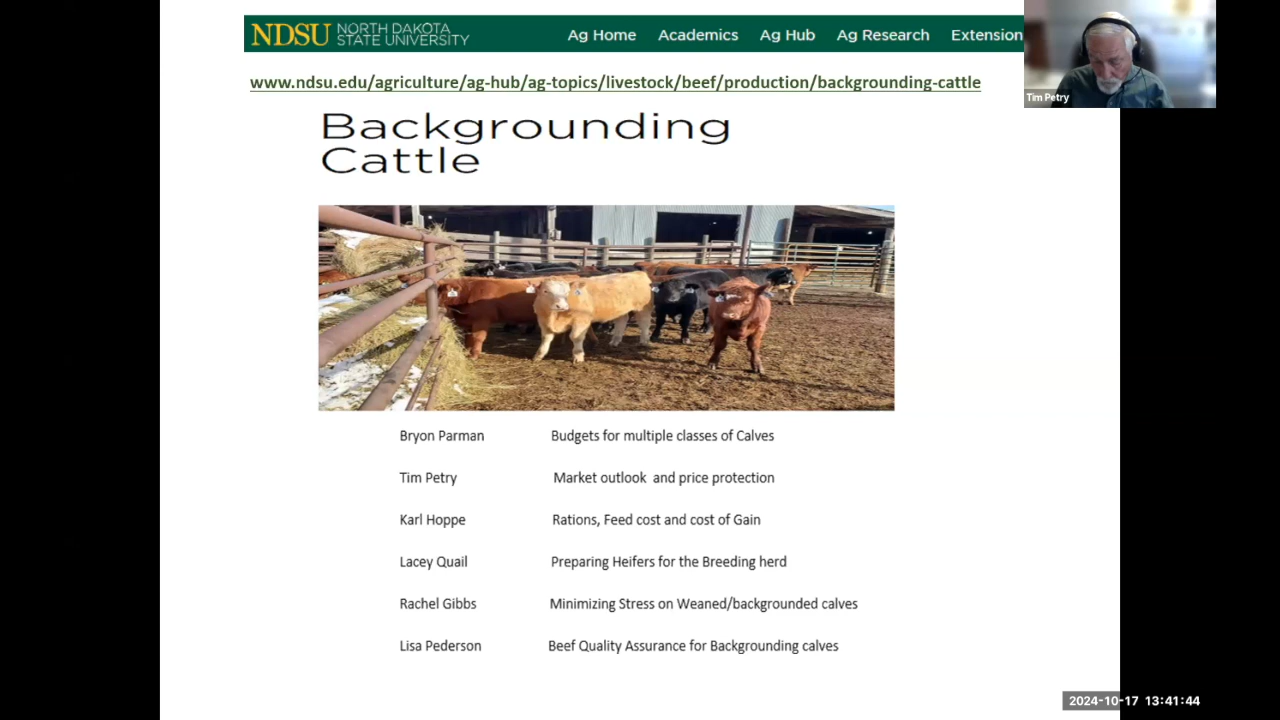 NDSU NORTH DAKOTA
STATE UNIVERSITY
Ag Home Academics Ag Hub Ag Research Extension
www.ndsu.edu/agriculture/ag-hub/ag-topics/livestock/beef/production/backgrounding-cattle
Tim Petry
Backgrounding
Cattle
Bryon Parman Budgets for multiple classes of Calves
Tim Petry Market outlook and price protection
Karl Hoppe Rations, Feed cost and cost of Gain
Lacey Quail Preparing Heifers for the Breeding herd
Rachel Gibbs Minimizing Stress on Weaned/backgrounded calves
Lisa Pederson Beef Quality Assurance for Backgrounding calves
2024-10-17 13:41:44